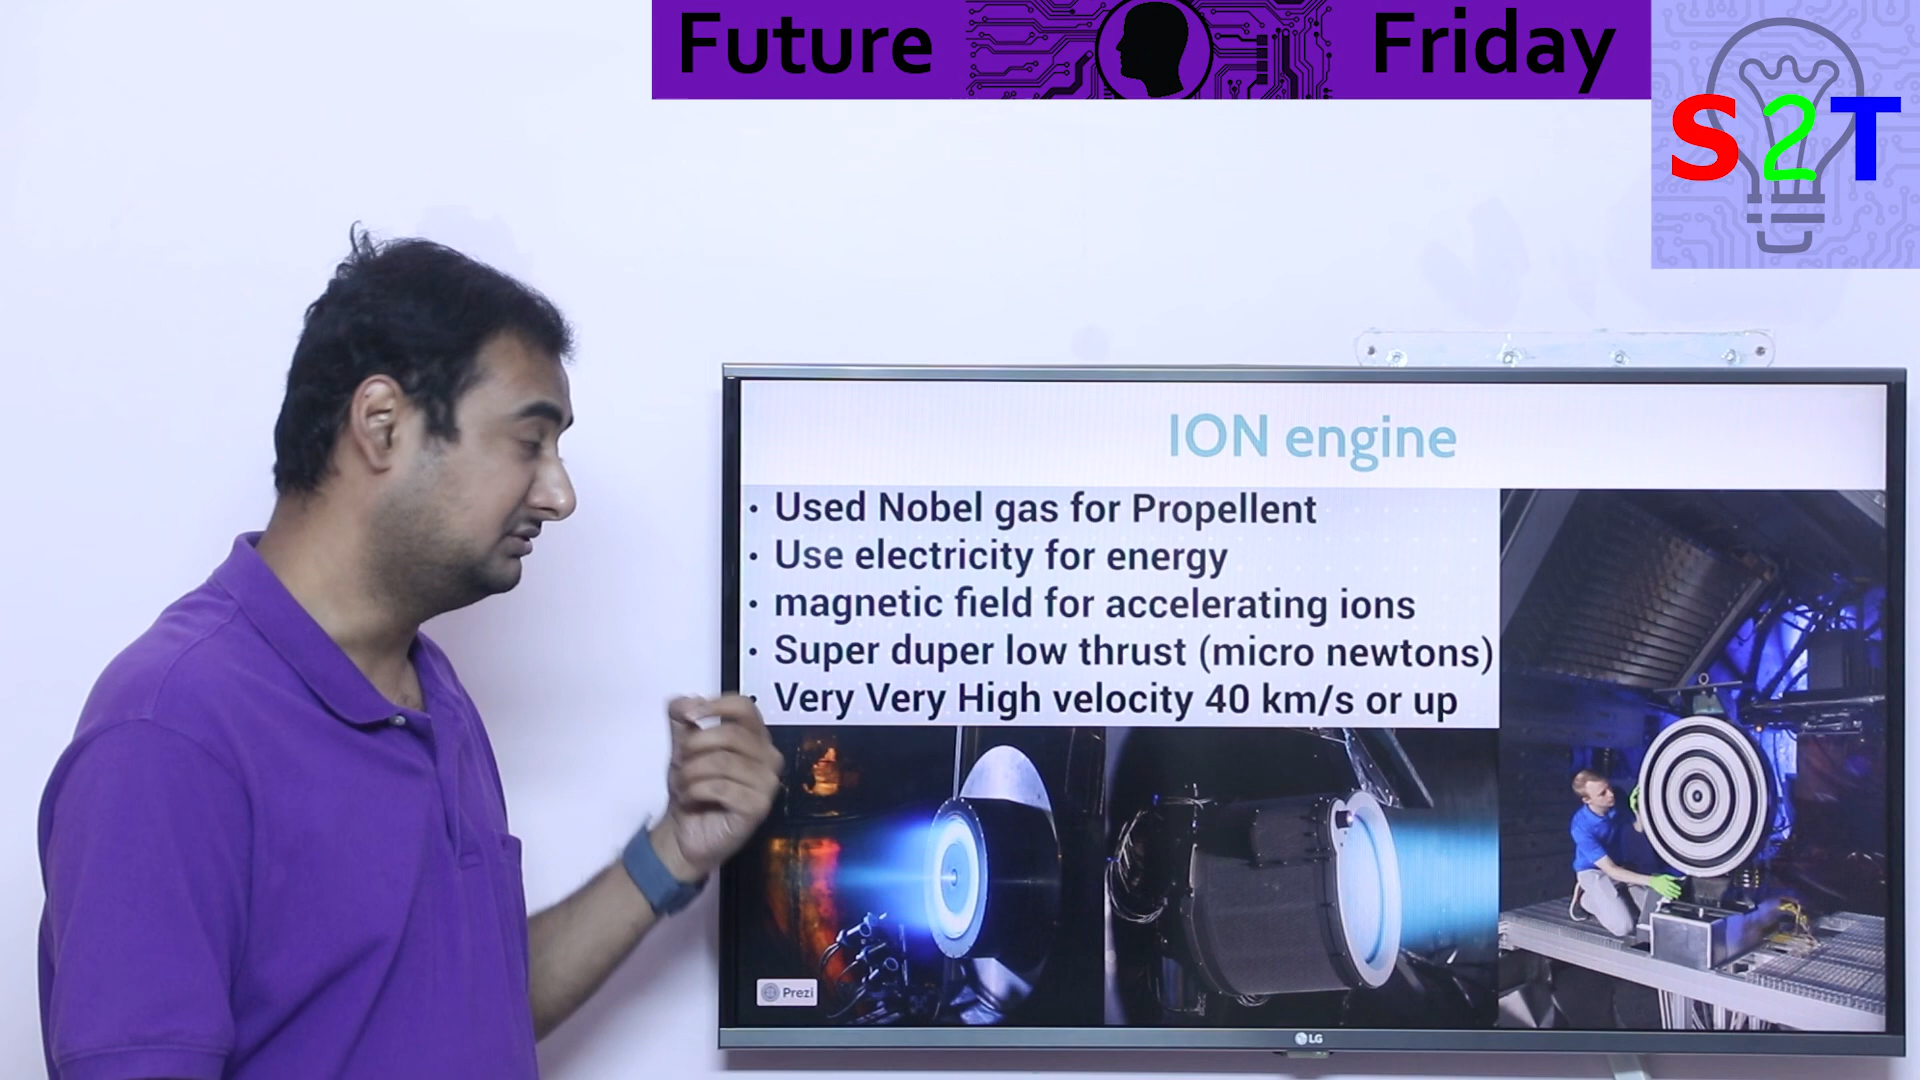 Future Friday
S2T
ION engine
• Used Nobel gas for Propellent
• Use electricity for energy
• magnetic field for accelerating ions
• Super duper low thrust (micro newtons)
• Very Very High velocity 40 km/s or up
Prezi
LG